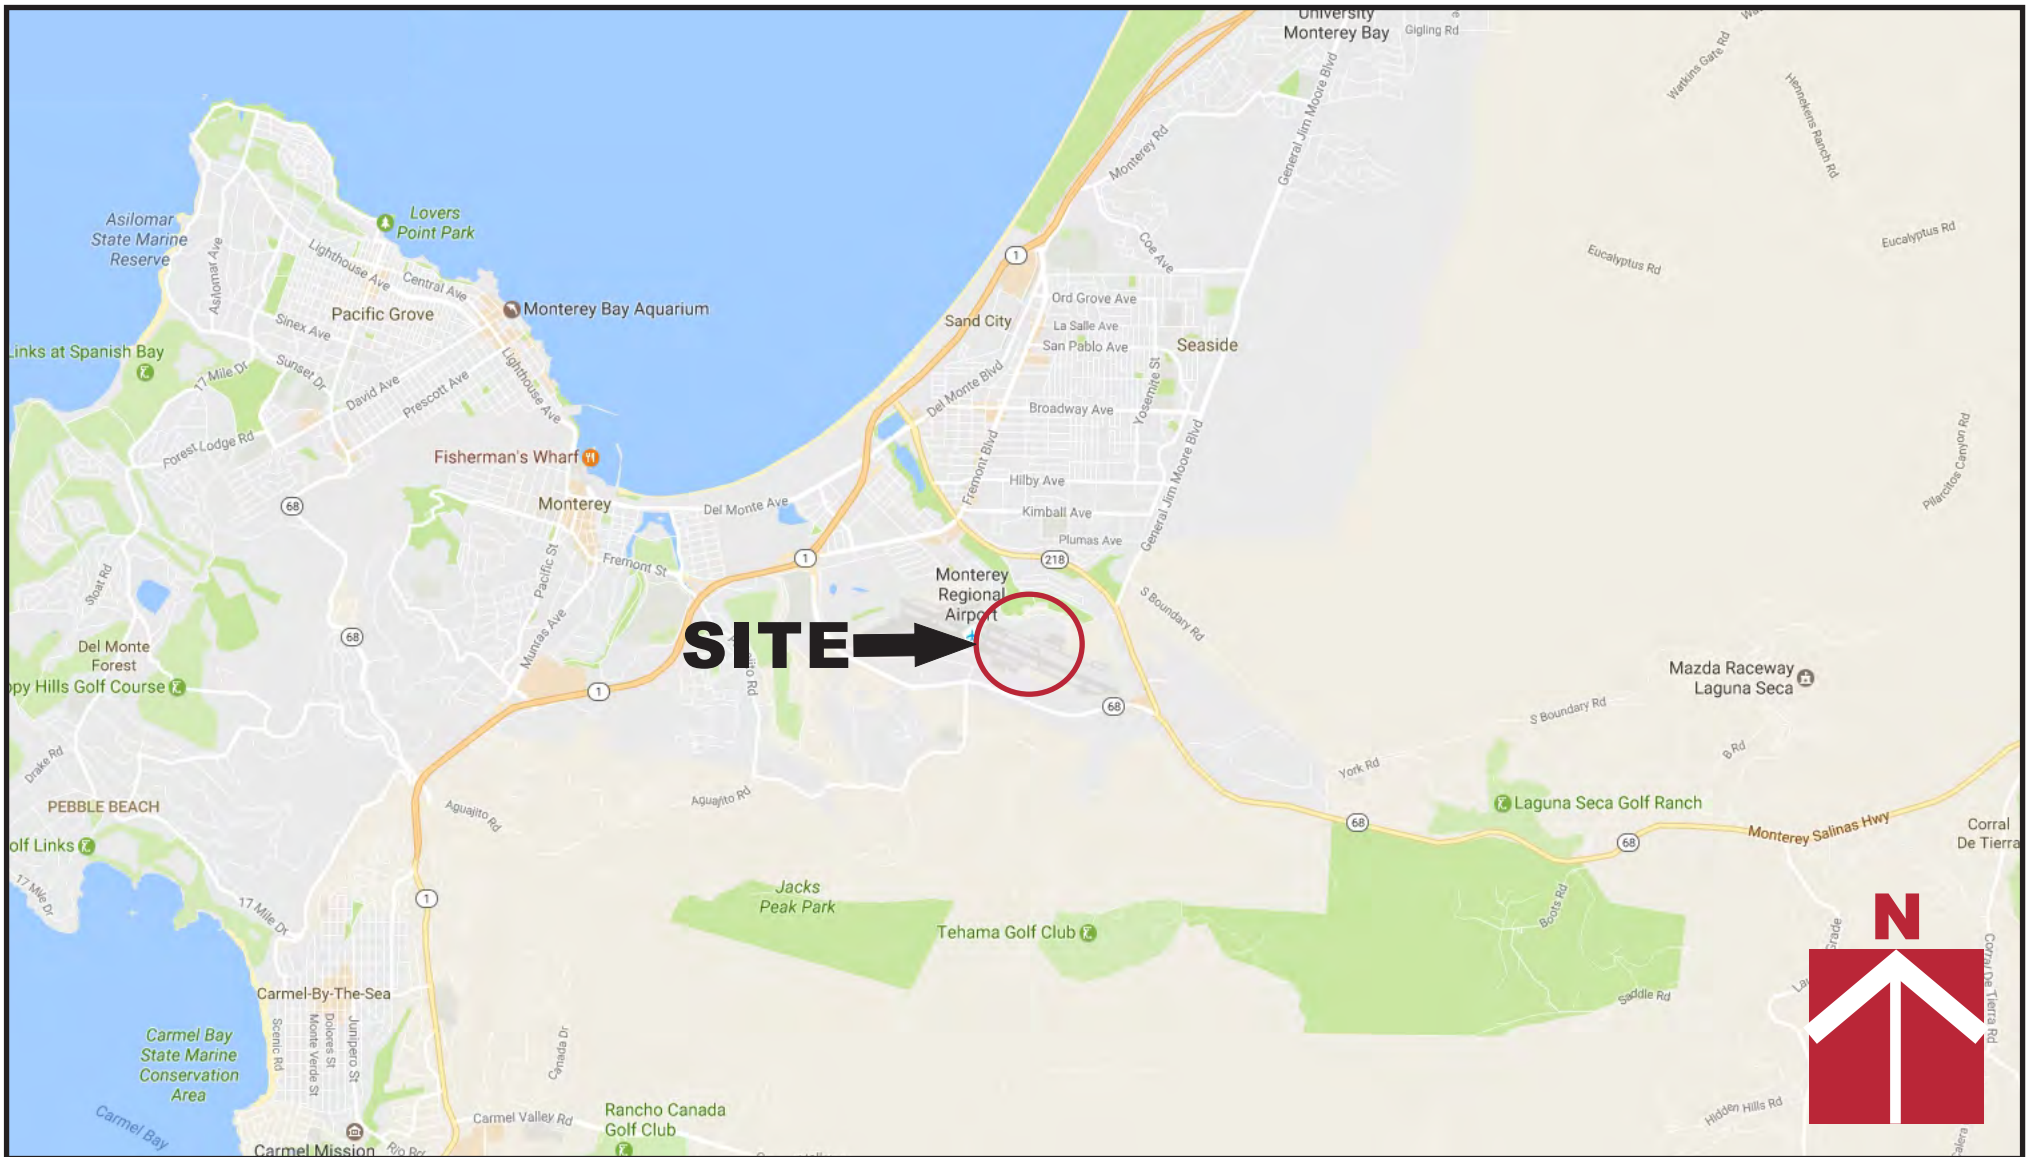 University
Monterey Bay
Gigling Rd
Watkins Gate Rd
Hennekens Ranch Rd
General Jim Moore Blvd
Monterey Rd
Asilomar
State Marine
Reserve
Lovers
Point Park
Asilomar Ave
Lighthouse Ave
Central Ave
Coe Ave
Eucalyptus Rd
Eucalyptus Rd
1
Ord Grove Ave
Monterey Bay Aquarium
Pacific Grove
Sinex Ave
Sand City
La Salle Ave
San Pablo Ave
Seaside
Links at Spanish Bay
17 Mile Dr
Sunset Dr
David Ave
Prescott Ave
Lighthouse Ave
Del Monte Blvd
Broadway Ave
Yosemite St
Forest Lodge Rd
Fisherman's Wharf
Fremont Blvd
General Jim Moore Blvd
Pilarcitos Canyon Rd
68
Monterey
Del Monte Ave
Hilby Ave
Kimball Ave
Plumas Ave
1
218
Fremont St
Pacific St
Sloat Rd
Monterey
Regional
Airport
S Boundary Rd
68
Munras Ave
SITE
Del Monte
Forest
ppy Hills Golf Course
1
68
Mazda Raceway
Laguna Seca
S Boundary Rd
B Rd
York Rd
Drake Rd
PEBBLE BEACH
Aguajito Rd
Aguajito Rd
Laguna Seca Golf Ranch
68
68
Monterey Salinas Hwy
Corral
De Tierra
olf Links
17 Mile Dr
17 Mile Dr
1
Jacks
Peak Park
Tehama Golf Club
Boots Rd
Saddle Rd
Grade
Corral De Tierra Rd
N
Carmel-By-The-Sea
Scenic Rd
Monte Verde St
Dolores St
Junipero St
Canada Dr
Carmel Bay
State Marine
Conservation
Area
Carmel Bay
Carmel Mission
Rio Rd
Carmel Valley Rd
Rancho Canada
Golf Club
Hidden Hills Rd